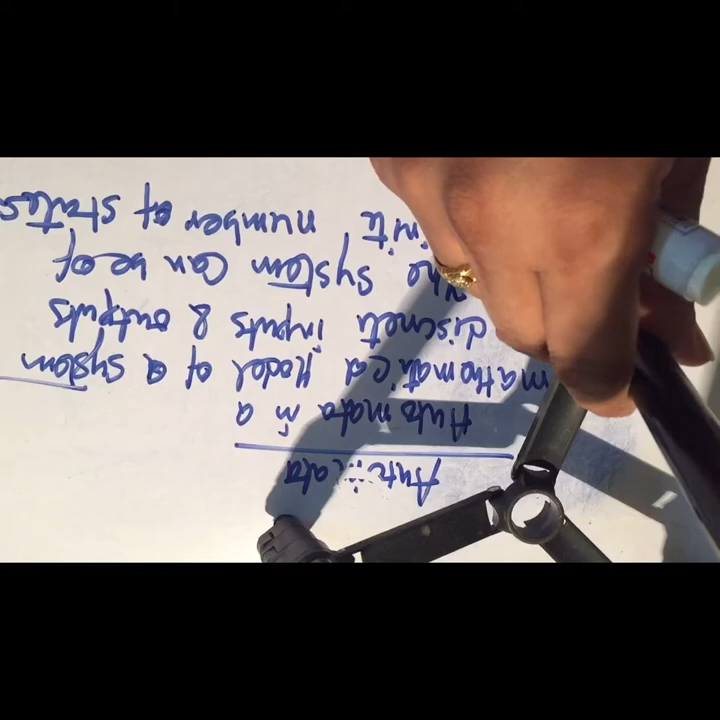 Automata
Automata is a
mathematical Model of a system
discrete inputs & outputs
The system can be of
number of states